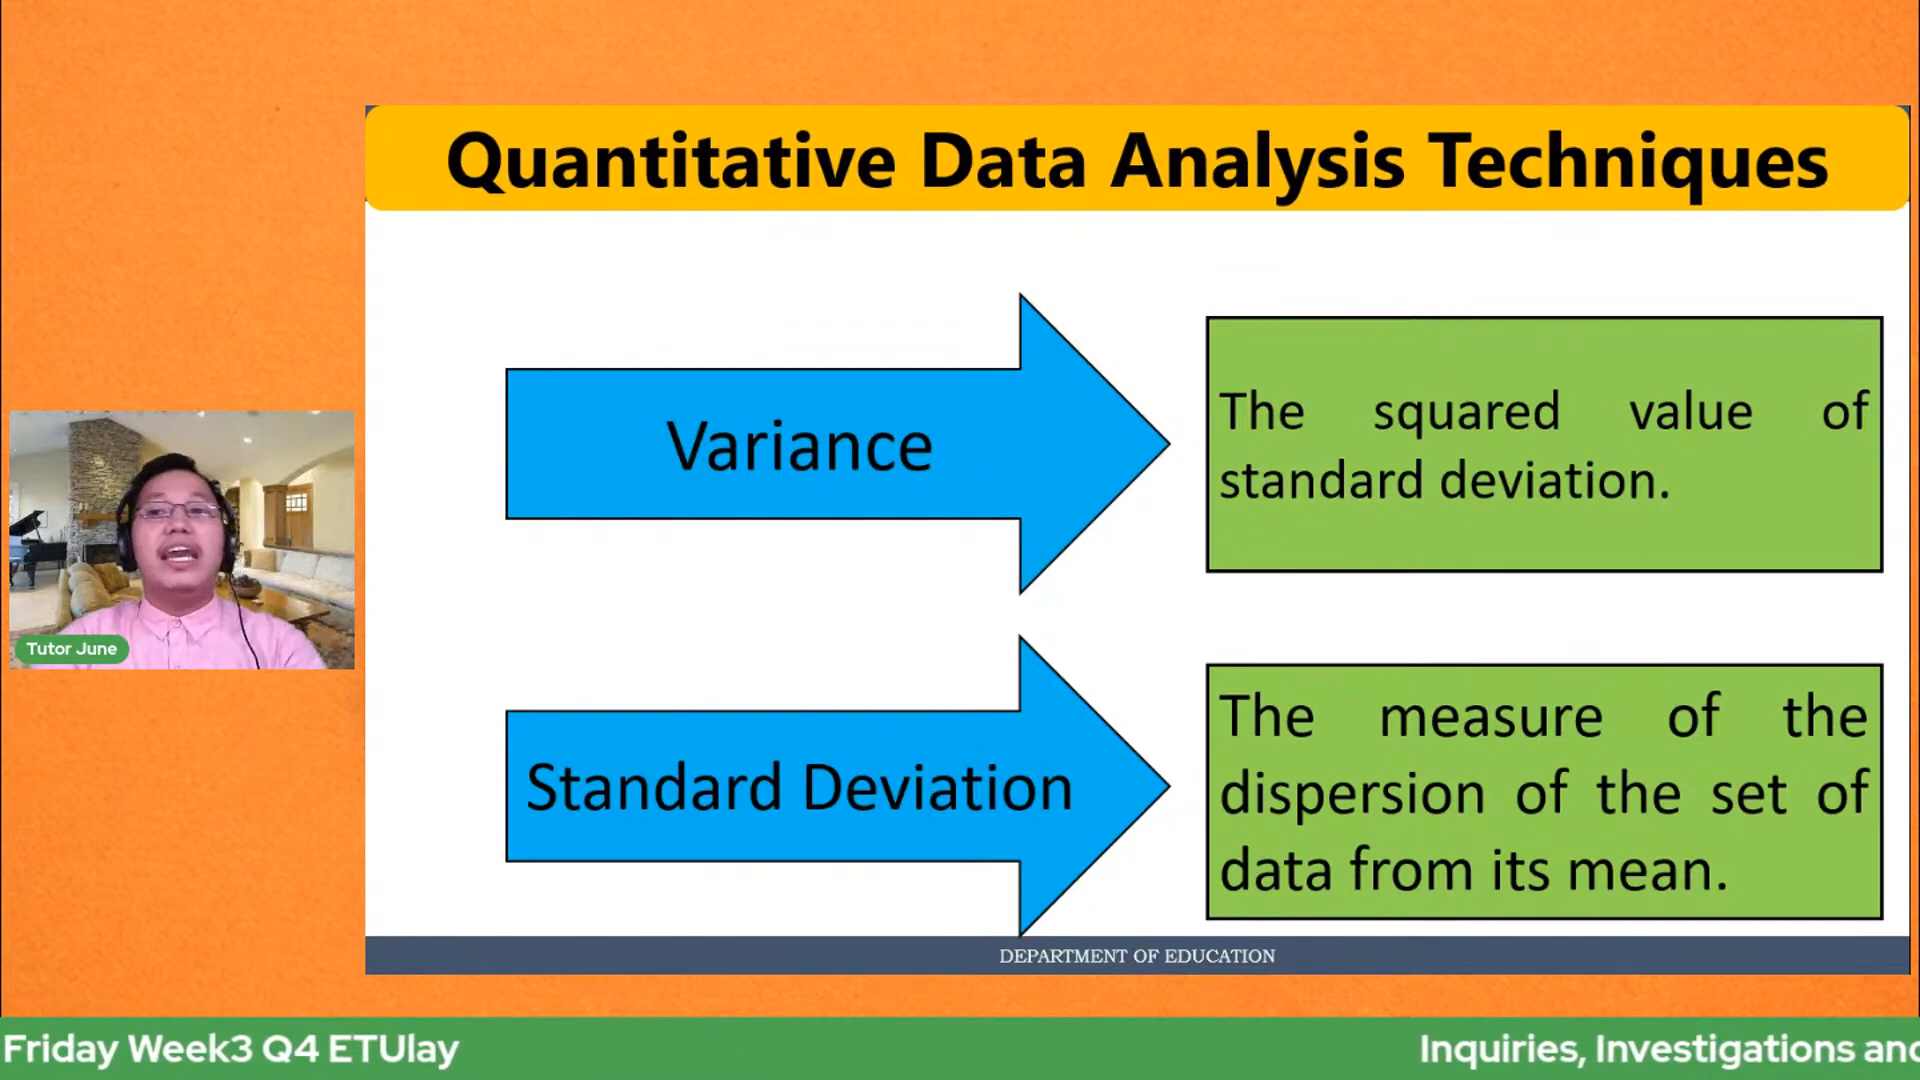 Quantitative Data Analysis Techniques
Variance
The squared value of
standard deviation.
Standard Deviation
The measure of the
dispersion of the set of
data from its mean.
Tutor June
DEPARTMENT OF EDUCATION
Friday Week3 Q4 ETUlay
Inquiries, Investigations and